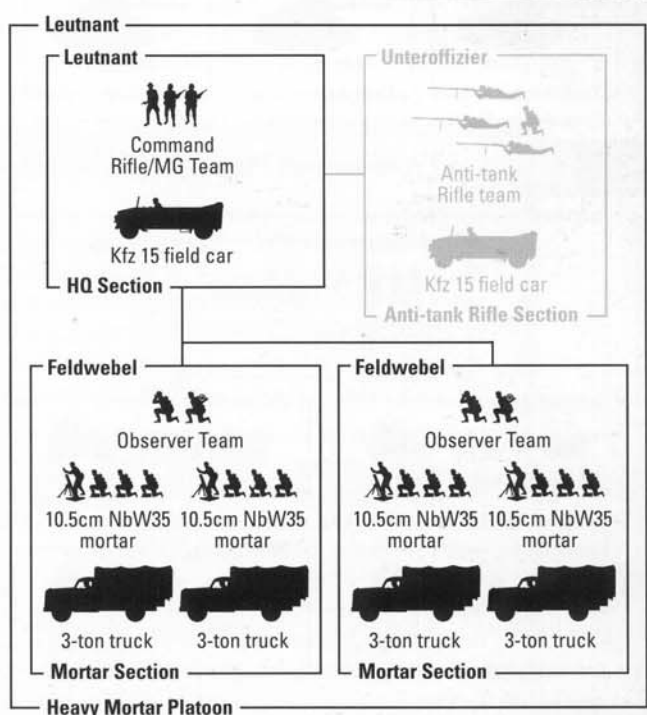 Leutnant
Leutnant
Command
Rifle/MG Team
Kfz 15 field car
HQ Section
Unteroffizier
Anti-tank
Rifle team
Kfz 15 field car
Anti-tank Rifle Section
Feldwebel
Observer Team
10.5cm NbW35 10.5cm NbW35
mortar mortar
3-ton truck 3-ton truck
Mortar Section
Feldwebel
Observer Team
10.5cm NbW35 10.5cm NbW35
mortar mortar
3-ton truck 3-ton truck
Mortar Section
Heavy Mortar Platoon